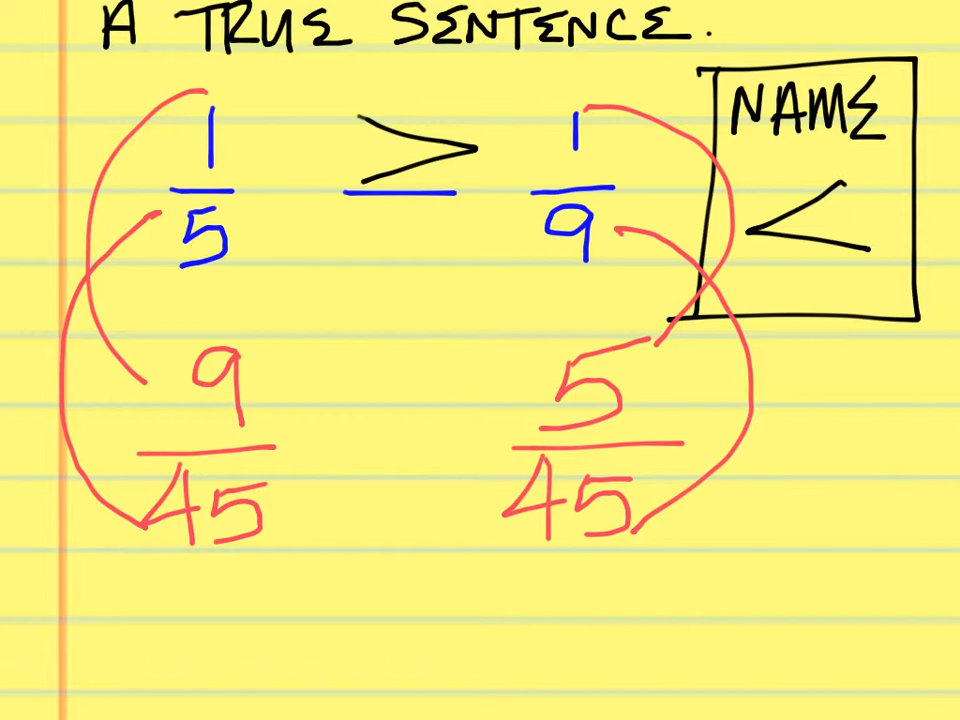 A TRUE SENTENCE.
1/5 > 1/9
NAME
<
9/45 5/45